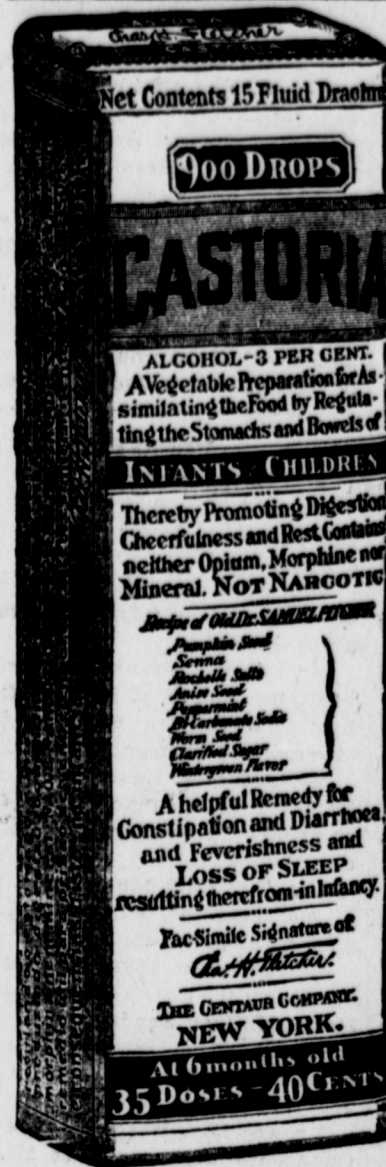 Chas. H. Fletcher
Net Contents 15 Fluid Drachm
900 DROPS
CASTORIA
ALCOHOL-3 PER CENT.
A Vegetable Preparation for As-
similating the Food by Regula-
ting the Stomachs and Bowels of
INFANTS CHILDREN
Thereby Promoting Digestion
Cheerfulness and Rest. Contains
neither Opium, Morphine nor
Mineral. NOT NARCOTIC
Recipe of Old Dr. SAMUEL PITCHER
Pumpkin Seed
Senna
Rochelle Salts
Anise Seed
Peppermint
Bi-Carbonate Soda
Worm Seed
Clarified Sugar
Wintergreen Flavor
A helpful Remedy for
Constipation and Diarrhoea,
and Feverishness and
LOSS OF SLEEP
resulting therefrom-in Infancy.
Fac-Simile Signature of
Chas. H. Fletcher.
THE CENTAUR COMPANY.
NEW YORK.
At 6 months old
35 DOSES - 40 CENTS